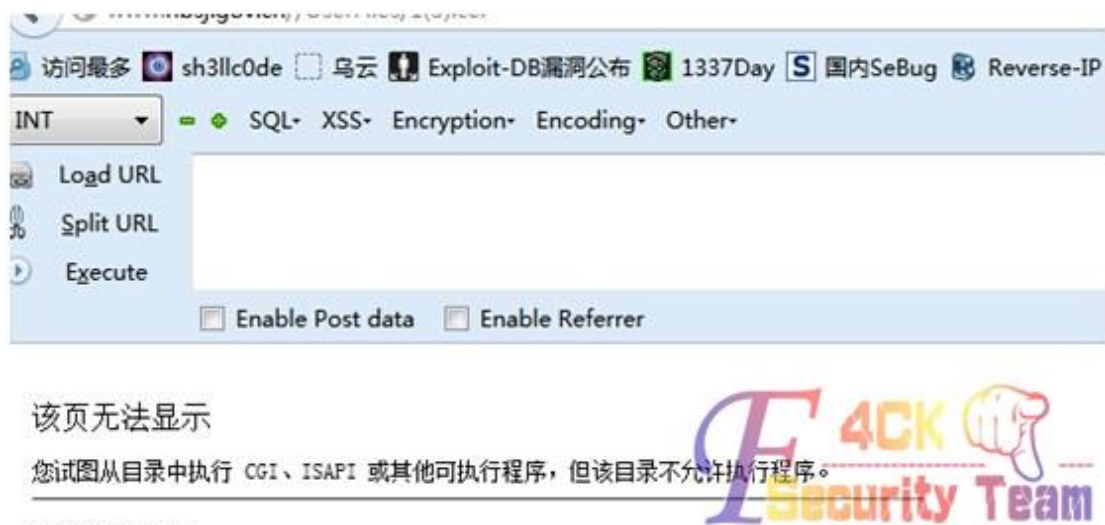 访问最多 sh3llc0de 乌云 Exploit-DB漏洞公布 1337Day 国内SeBug Reverse-IP
INT SQL- XSS- Encryption- Encoding- Other-
Load URL
Split URL
Execute
Enable Post data Enable Referrer
该页无法显示
您试图从目录中执行 CGI、ISAPI 或其他可执行程序，但该目录不允许执行程序。
F4CK
Security Team